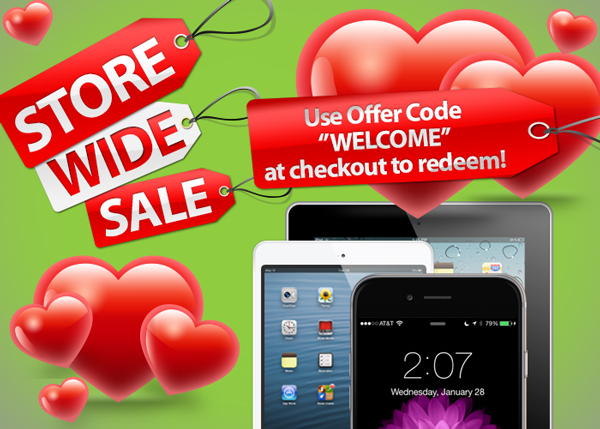 STORE
WIDE
SALE
Use Offer Code
"WELCOME"
at checkout to redeem!
AT&T
79%
2:07
Wednesday, January 28